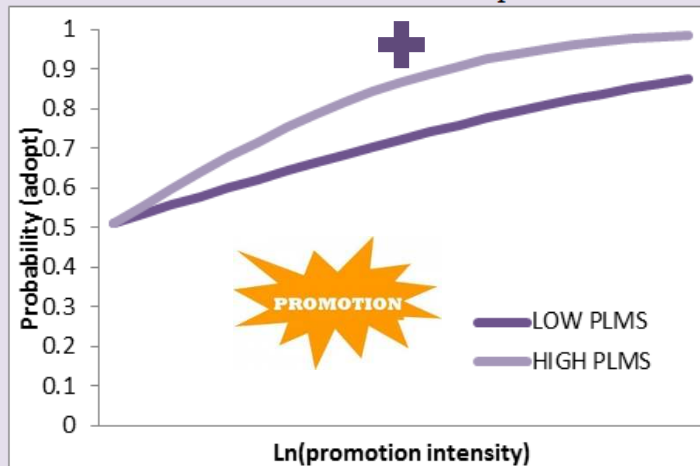 Probability (adopt)
1
0.9
0.8
0.7
0.6
0.5
0.4
0.3
0.2
0.1
0
PROMOTION
LOW PLMS
HIGH PLMS
Ln(promotion intensity)